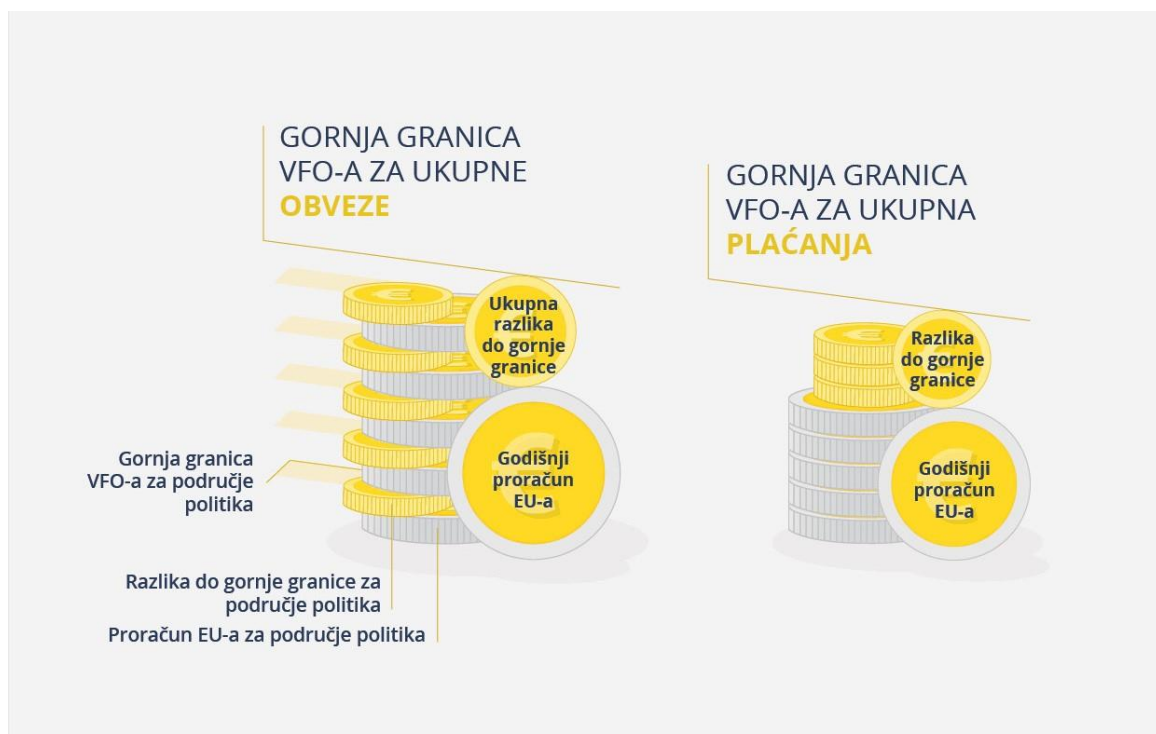 GORNJA GRANICA
VFO-A ZA UKUPNE
OBVEZE
Ukupna
razlika
do gornje
granice
Godišnji
proračun
EU-a
Gornja granica
VFO-a za područje
politika
Razlika do gornje granice za
područje politika
Proračun EU-a za područje politika
GORNJA GRANICA
VFO-A ZA UKUPNA
PLAĆANJA
Razlika
do gornje
granice
Godišnji
proračun
EU-a